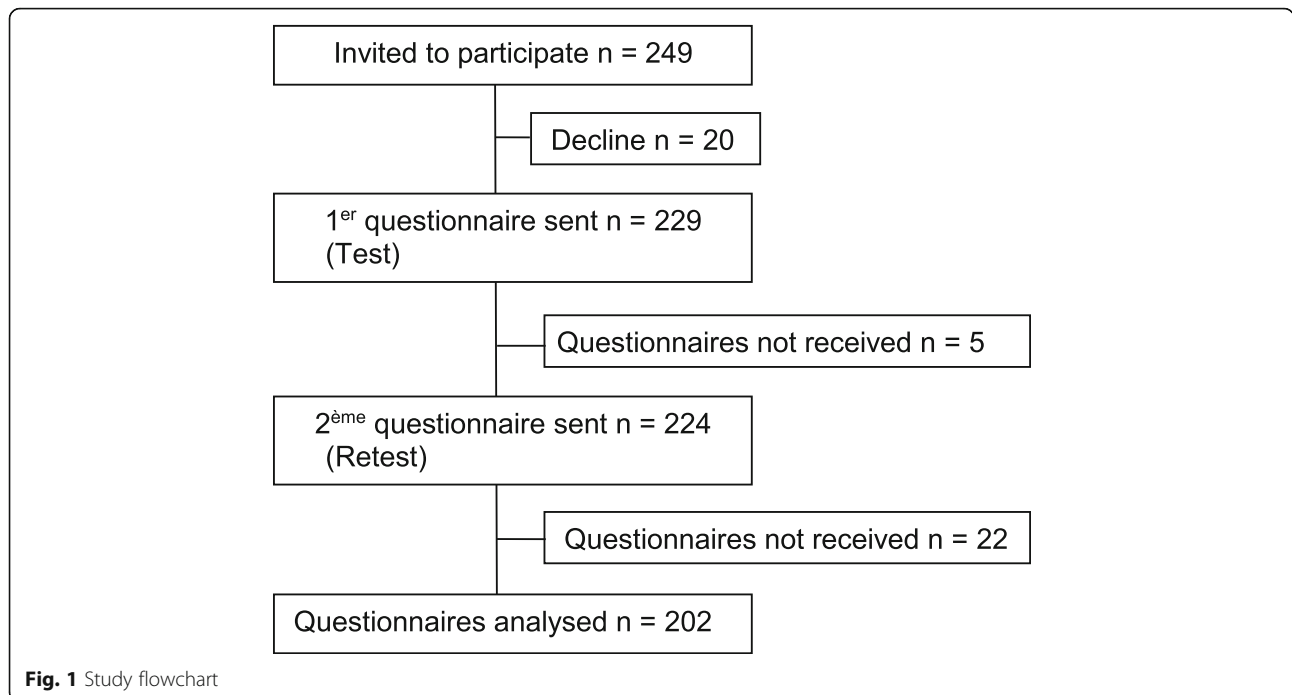 Invited to participate n = 249
Decline n = 20
1er questionnaire sent n = 229
(Test)
Questionnaires not received n = 5
2ème questionnaire sent n = 224
(Retest)
Questionnaires not received n = 22
Questionnaires analysed n = 202
Fig. 1 Study flowchart